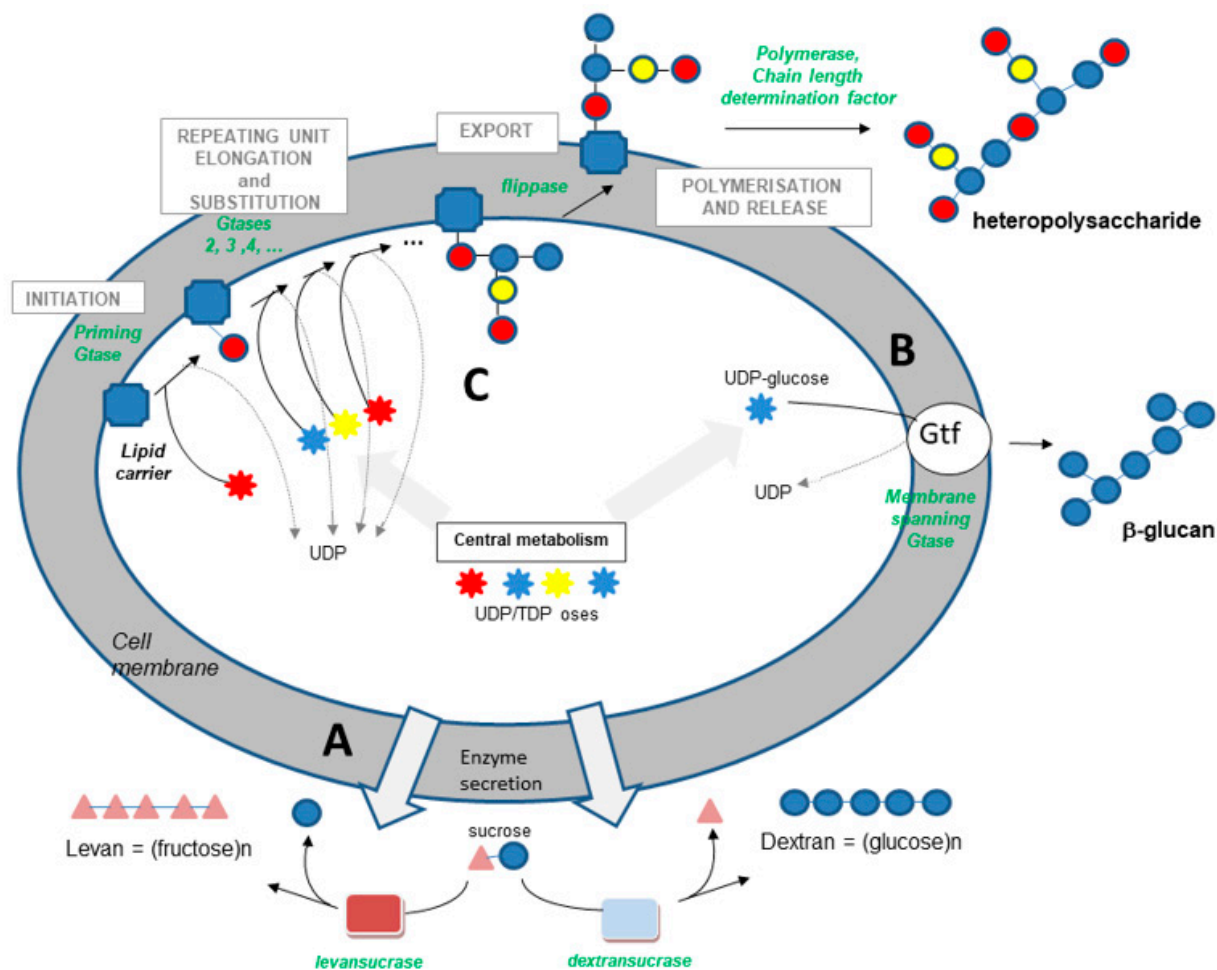 Polymerase,
Chain length
determination factor
EXPORT
REPEATING UNIT
ELONGATION
and
SUBSTITUTION
Gtases
2, 3 ,4, ...
flippase
POLYMERISATION
AND RELEASE
heteropolysaccharide
...
INITIATION
Priming
Gtase
B
C
UDP-glucose
Gtf
Lipid
carrier
UDP
Membrane
spanning
Gtase
β-glucan
Central metabolism
UDP
UDP/TDP oses
Cell
membrane
A
Enzyme
secretion
sucrose
Levan = (fructose)n
Dextran = (glucose)n
levansucrase
dextransucrase